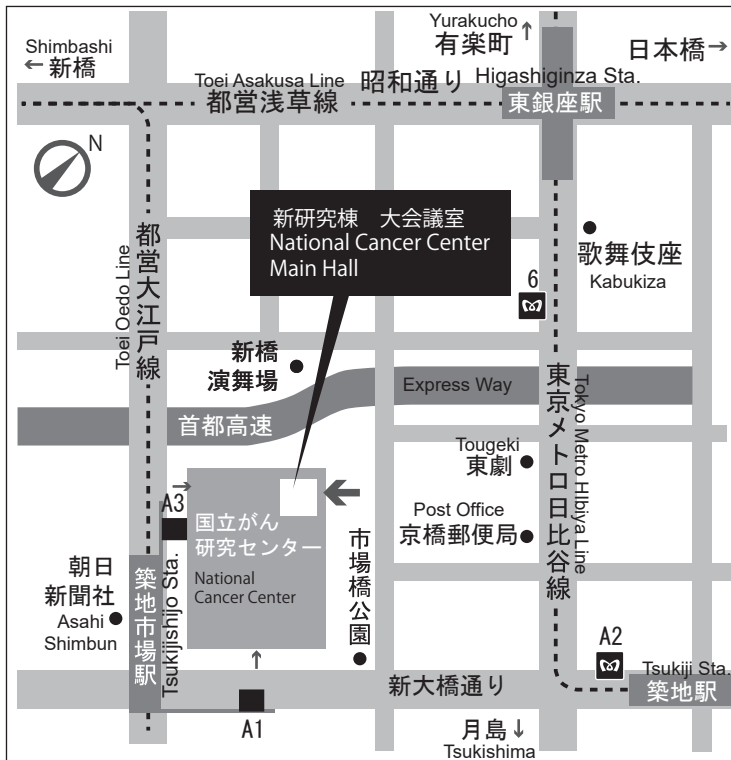 Yurakucho
有楽町
↑
Shimbashi
← 新橋
日本橋→
Toei Asakusa Line
都営浅草線
昭和通り
Higashiginza Sta.
東銀座駅
N
都営大江戸線
Toei Oedo Line
新研究棟　大会議室
National Cancer Center
Main Hall
歌舞伎座
Kabukiza
6
新橋
演舞場
Express Way
首都高速
東京メトロ日比谷線
Tokyo Metro HIbiya Line
Tougeki
東劇
Post Office
京橋郵便局
→
A3
国立がん
研究センター
National
Cancer Center
←
市場橋公園
朝日
新聞社
Asahi
Shimbun
築地市場駅
Tsukijishijo Sta.
A2
Tsukiji Sta.
築地駅
↑
新大橋通り
A1
月島↓
Tsukishima